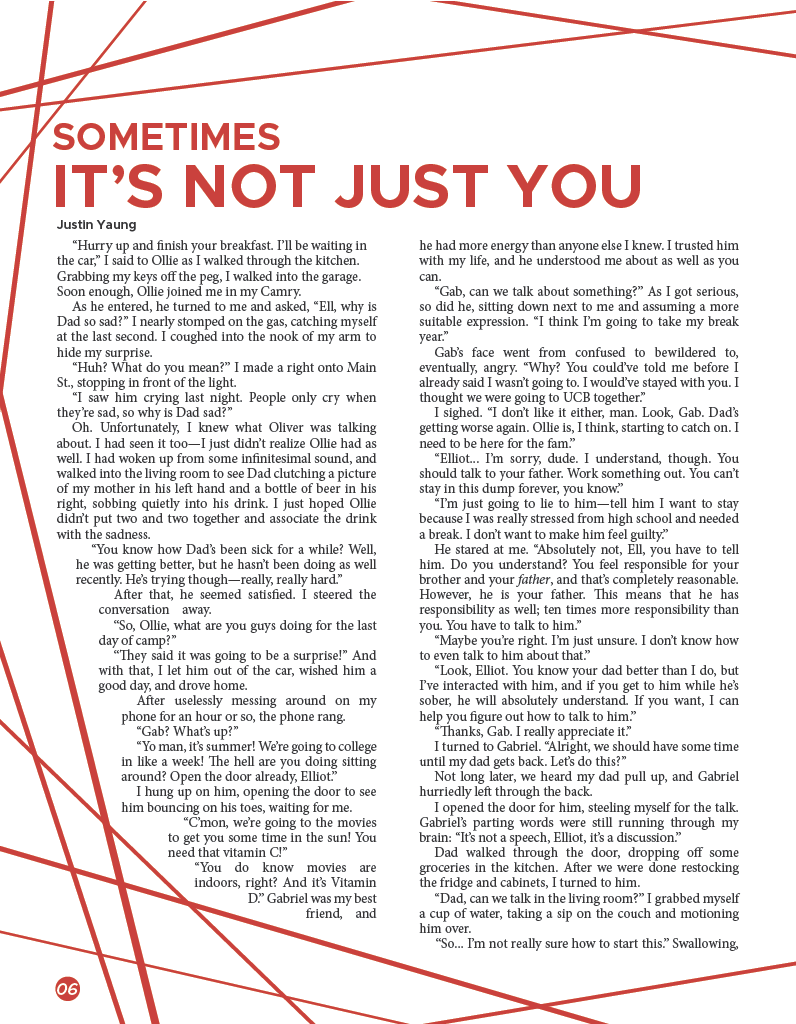 SOMETIMES
IT'S NOT JUST YOU
Justin Yaung
“Hurry up and finish your breakfast. I’ll be waiting in
the car,” I said to Ollie as I walked through the kitchen.
Grabbing my keys off the peg, I walked into the garage.
Soon enough, Ollie joined me in my Camry.
As he entered, he turned to me and asked, “Ell, why is
Dad so sad?” I nearly stomped on the gas, catching myself
at the last second. I coughed into the nook of my arm to
hide my surprise.
“Huh? What do you mean?” I made a right onto Main
St., stopping in front of the light.
“I saw him crying last night. People only cry when
they’re sad, so why is Dad sad?”
Oh. Unfortunately, I knew what Oliver was talking
about. I had seen it too—I just didn’t realize Ollie had as
well. I had woken up from some infinitesimal sound, and
walked into the living room to see Dad clutching a picture
of my mother in his left hand and a bottle of beer in his
right, sobbing quietly into his drink. I just hoped Ollie
didn’t put two and two together and associate the drink
with the sadness.
“You know how Dad’s been sick for a while? Well,
he was getting better, but he hasn’t been doing as well
recently. He’s trying though—really, really hard.”
After that, he seemed satisfied. I steered the
conversation away.
“So, Ollie, what are you guys doing for the last
day of camp?”
“They said it was going to be a surprise!” And
with that, I let him out of the car, wished him a
good day, and drove home.
After uselessly messing around on my
phone for an hour or so, the phone rang.
“Gab? What’s up?”
“Yo man, it’s summer! We’re going to college
in like a week! The hell are you doing sitting
around? Open the door already, Elliot.”
I hung up on him, opening the door to see
him bouncing on his toes, waiting for me.
“C’mon, we’re going to the movies
to get you some time in the sun! You
need that vitamin C!”
“You do know movies are
indoors, right? And it’s Vitamin
D.” Gabriel was my best
friend, and
he had more energy than anyone else I knew. I trusted him
with my life, and he understood me about as well as you
can.
“Gab, can we talk about something?” As I got serious,
so did he, sitting down next to me and assuming a more
suitable expression. “I think I’m going to take my break
year.”
Gab’s face went from confused to bewildered to,
eventually, angry. “Why? You could’ve told me before I
already said I wasn’t going to. I would’ve stayed with you. I
thought we were going to UCB together.”
I sighed. “I don’t like it either, man. Look, Gab. Dad’s
getting worse again. Ollie is, I think, starting to catch on. I
need to be here for the fam.”
“Elliot... I’m sorry, dude. I understand, though. You
should talk to your father. Work something out. You can’t
stay in this dump forever, you know.”
“I’m just going to lie to him—tell him I want to stay
because I was really stressed from high school and needed
a break. I don’t want to make him feel guilty.”
He stared at me. “Absolutely not, Ell, you have to tell
him. Do you understand? You feel responsible for your
brother and your father, and that’s completely reasonable.
However, he is your father. This means that he has
responsibility as well; ten times more responsibility than
you. You have to talk to him.”
“Maybe you’re right. I’m just unsure. I don’t know how
to even talk to him about that.”
“Look, Elliot. You know your dad better than I do, but
I’ve interacted with him, and if you get to him while he’s
sober, he will absolutely understand. If you want, I can
help you figure out how to talk to him.”
“Thanks, Gab. I really appreciate it.”
I turned to Gabriel. “Alright, we should have some time
until my dad gets back. Let’s do this?”
Not long later, we heard my dad pull up, and Gabriel
hurriedly left through the back.
I opened the door for him, steeling myself for the talk.
Gabriel’s parting words were still running through my
brain: “It’s not a speech, Elliot, it’s a discussion.”
Dad walked through the door, dropping off some
groceries in the kitchen. After we were done restocking
the fridge and cabinets, I turned to him.
“Dad, can we talk in the living room?” I grabbed myself
a cup of water, taking a sip on the couch and motioning
him over.
“So... I’m not really sure how to start this.” Swallowing,
06